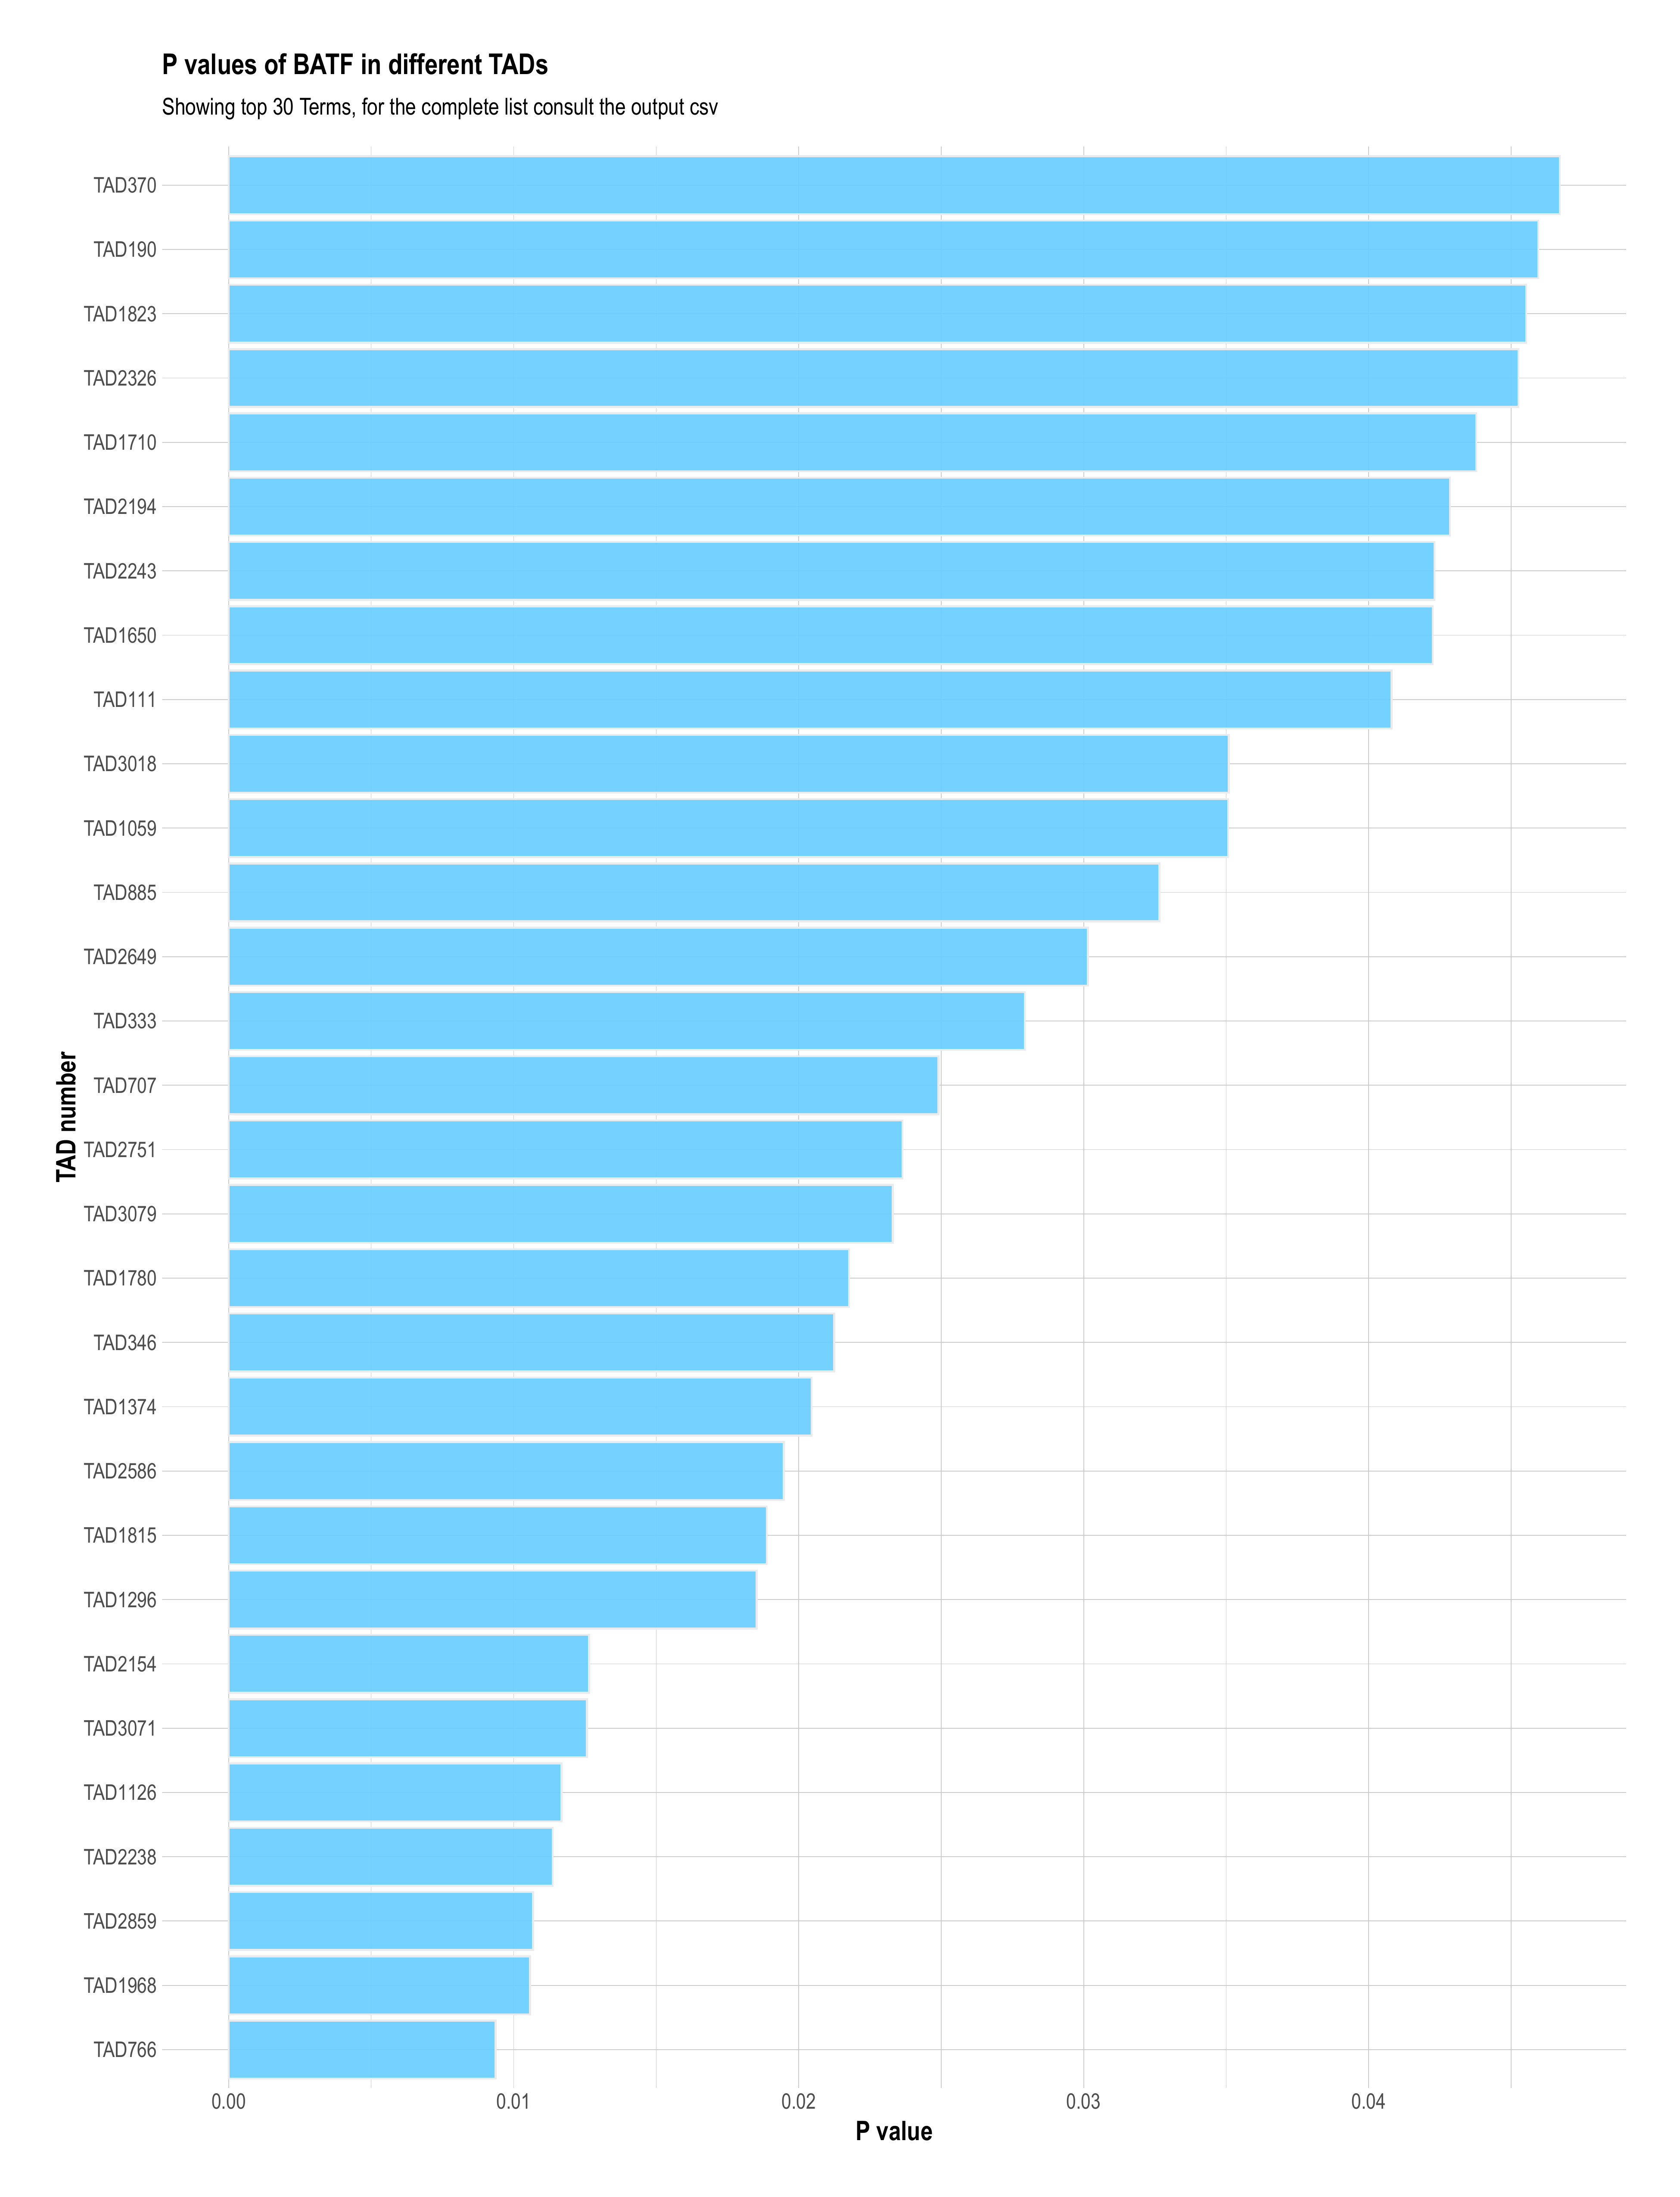 P values of BATF in different TADs
Showing top 30 Terms, for the complete list consult the output csv
TAD number
TAD370
TAD190
TAD1823
TAD2326
TAD1710
TAD2194
TAD2243
TAD1650
TAD111
TAD3018
TAD1059
TAD885
TAD2649
TAD333
TAD707
TAD2751
TAD3079
TAD1780
TAD346
TAD1374
TAD2586
TAD1815
TAD1296
TAD2154
TAD3071
TAD1126
TAD2238
TAD2859
TAD1968
TAD766
0.00 0.01 0.02 0.03 0.04
P value